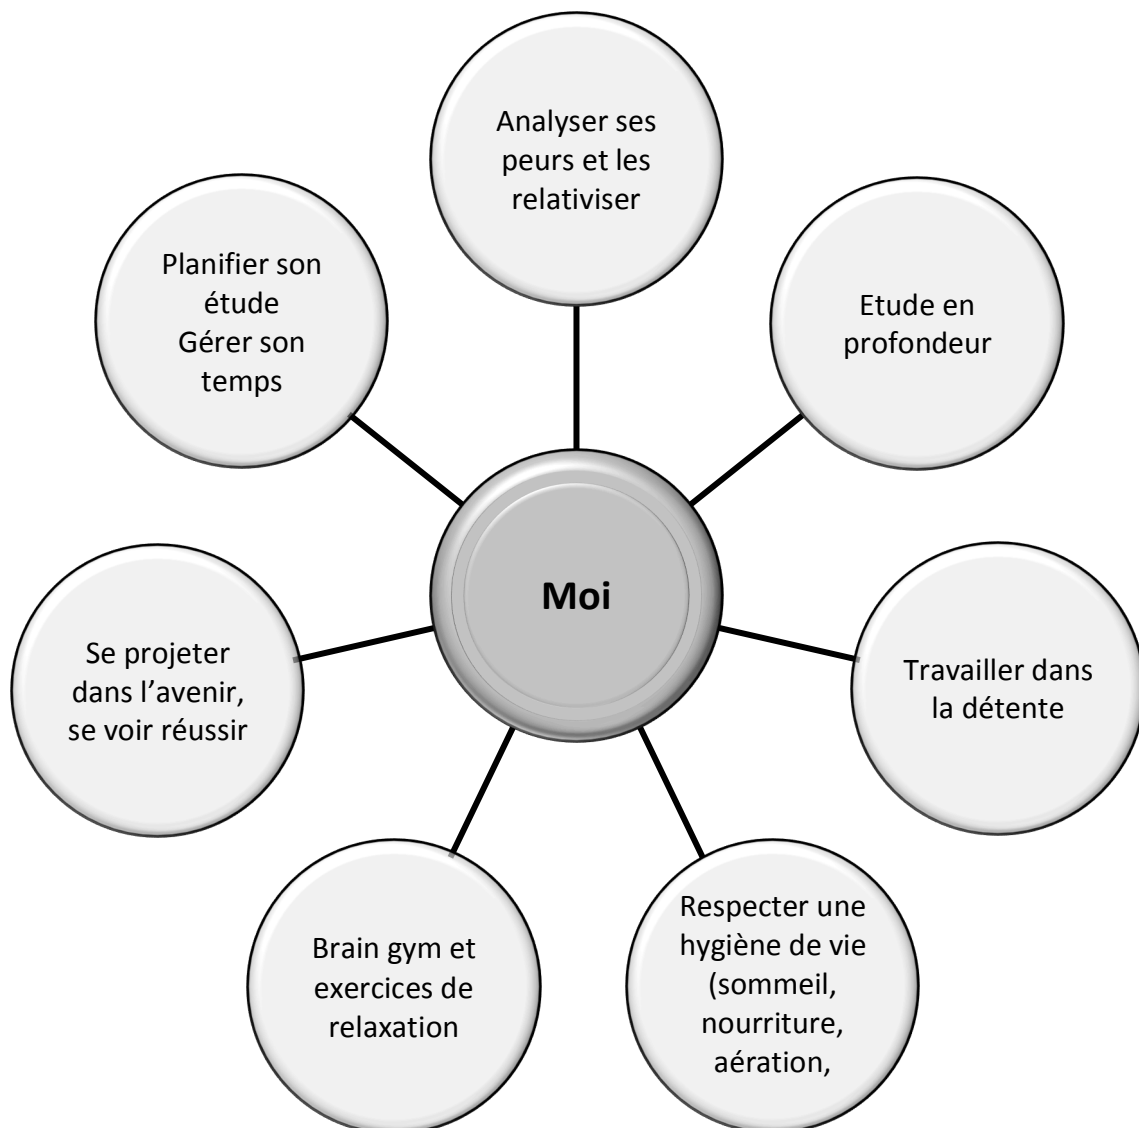 Analyser ses
peurs et les
relativiser
Etude en
profondeur
Travailler dans
la détente
Respecter une
hygiène de vie
(sommeil,
nourriture,
aération,
Brain gym et
exercices de
relaxation
Se projeter
dans l’avenir,
se voir réussir
Planifier son
étude
Gérer son
temps
Moi